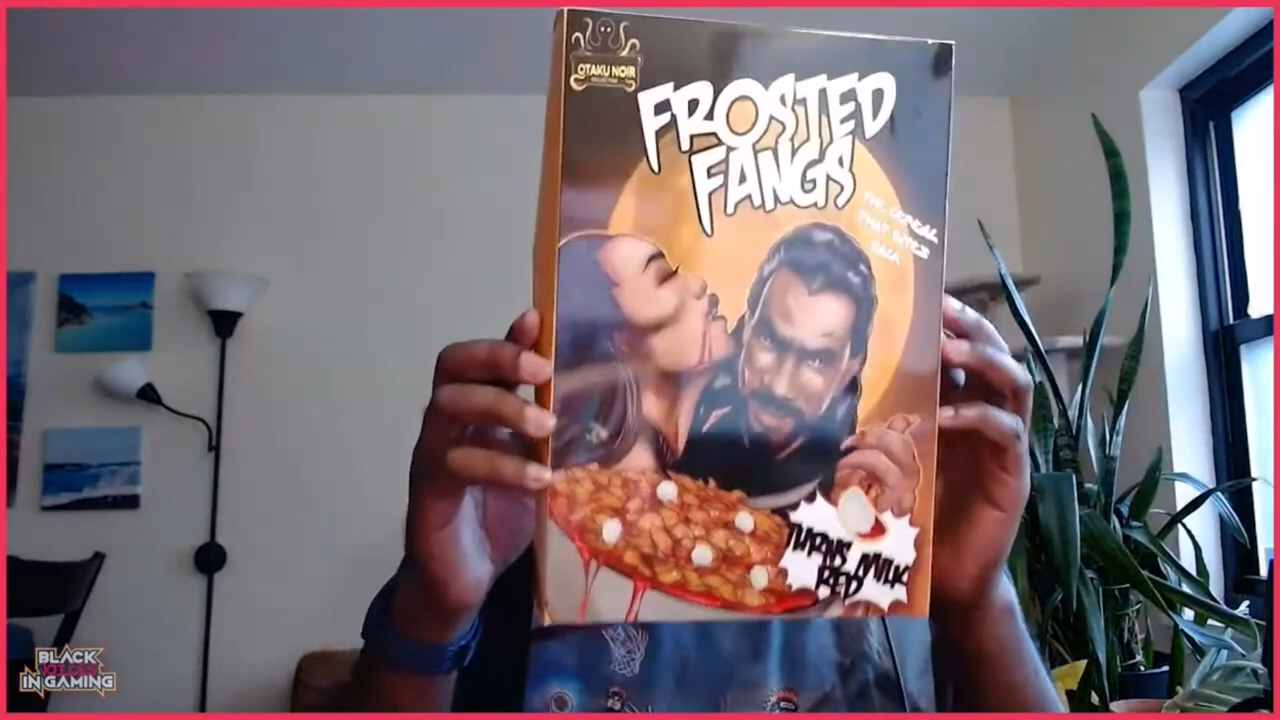 OTAKU NOIR
FROSTED
FANGS
THE CEREAL
THAT BITES
BACK
TURNS MILK
RED
BLACK
IN GAMING